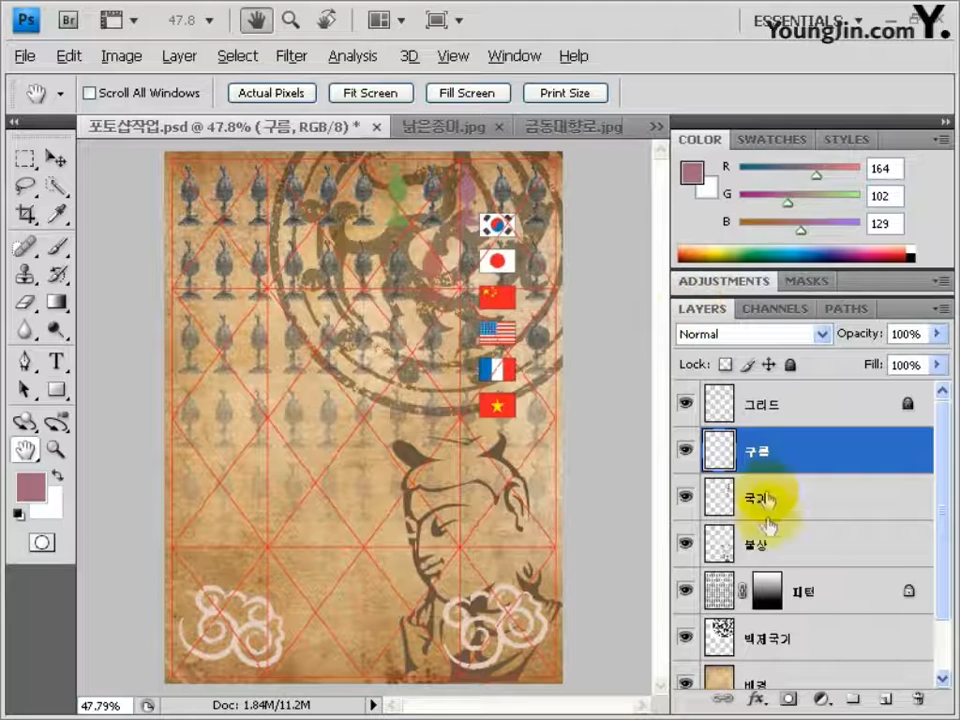 Ps Br 47.8 ESSENTIALS
YoungJin.com Y.
File Edit Image Layer Select Filter Analysis 3D View Window Help
Scroll All Windows Actual Pixels Fit Screen Fill Screen Print Size
포토샵작업.psd @ 47.8% (구름, RGB/8) * 낡은종이.jpg 금동대향로.jpg
COLOR SWATCHES STYLES
R 164
G 102
B 129
ADJUSTMENTS MASKS
LAYERS CHANNELS PATHS
Normal Opacity: 100%
Lock: Fill: 100%
그리드
구름
국기
불상
패턴
백제국기
배경
fx
47.79% Doc: 1.84M/11.2M